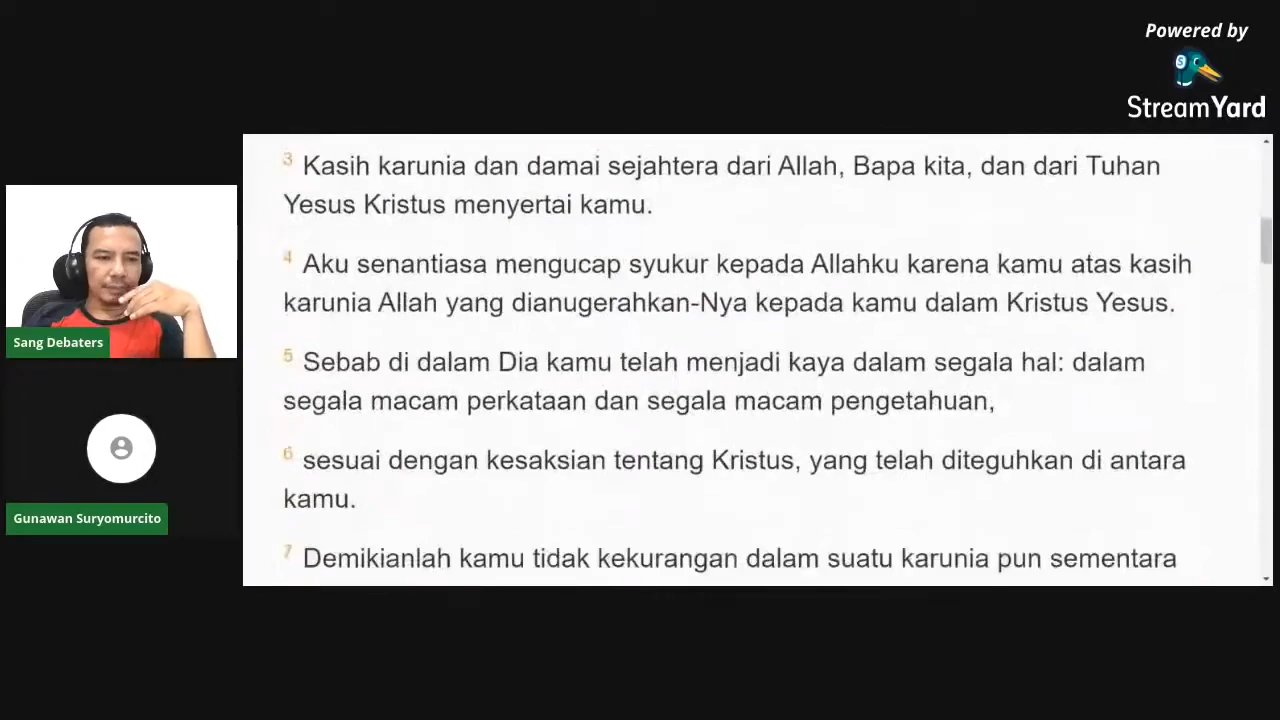 Powered by
StreamYard
3 Kasih karunia dan damai sejahtera dari Allah, Bapa kita, dan dari Tuhan
Yesus Kristus menyertai kamu.
4 Aku senantiasa mengucap syukur kepada Allahku karena kamu atas kasih
karunia Allah yang dianugerahkan-Nya kepada kamu dalam Kristus Yesus.
5 Sebab di dalam Dia kamu telah menjadi kaya dalam segala hal: dalam
segala macam perkataan dan segala macam pengetahuan,
6 sesuai dengan kesaksian tentang Kristus, yang telah diteguhkan di antara
kamu.
7 Demikianlah kamu tidak kekurangan dalam suatu karunia pun sementara
Sang Debaters
Gunawan Suryomurcito